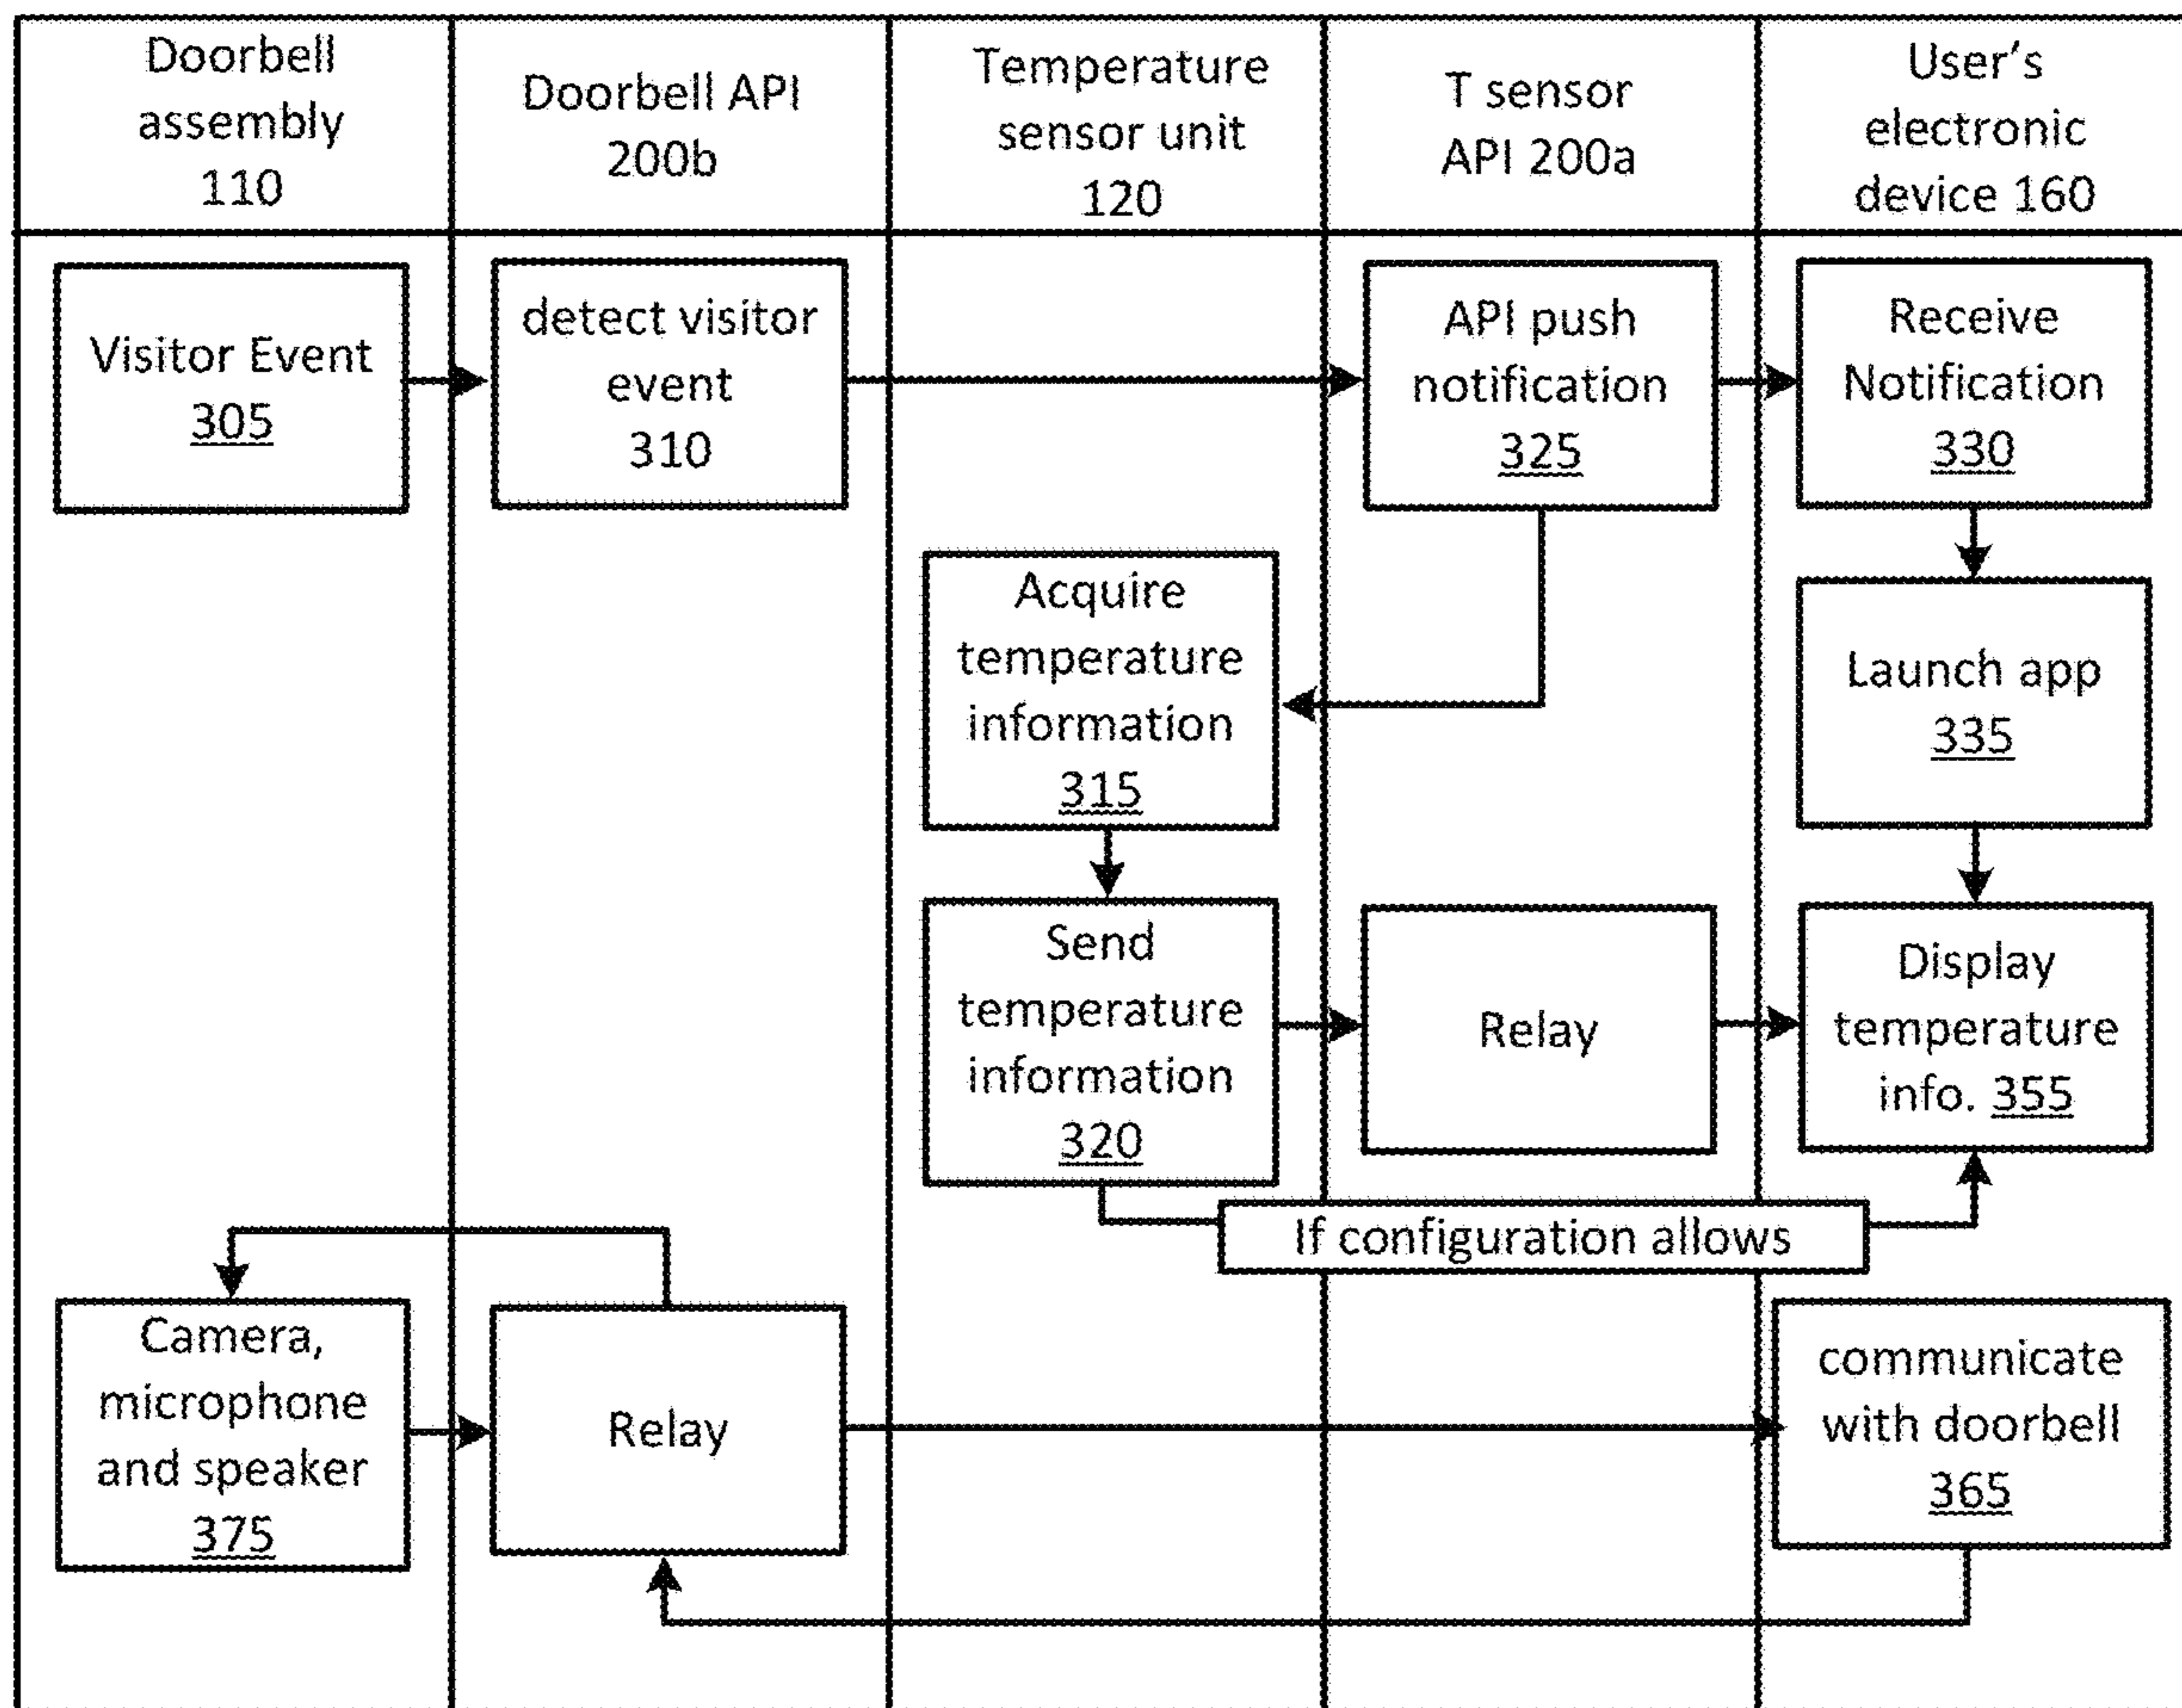 Doorbell
assembly
110
Doorbell API
200b
Temperature
sensor unit
120
T sensor
API 200a
User's
electronic
device 160
Visitor Event
305
detect visitor
event
310
API push
notification
325
Receive
Notification
330
Acquire
temperature
information
315
Launch app
335
Send
temperature
information
320
Relay
Display
temperature
info. 355
If configuration allows
Camera,
microphone
and speaker
375
Relay
communicate
with doorbell
365